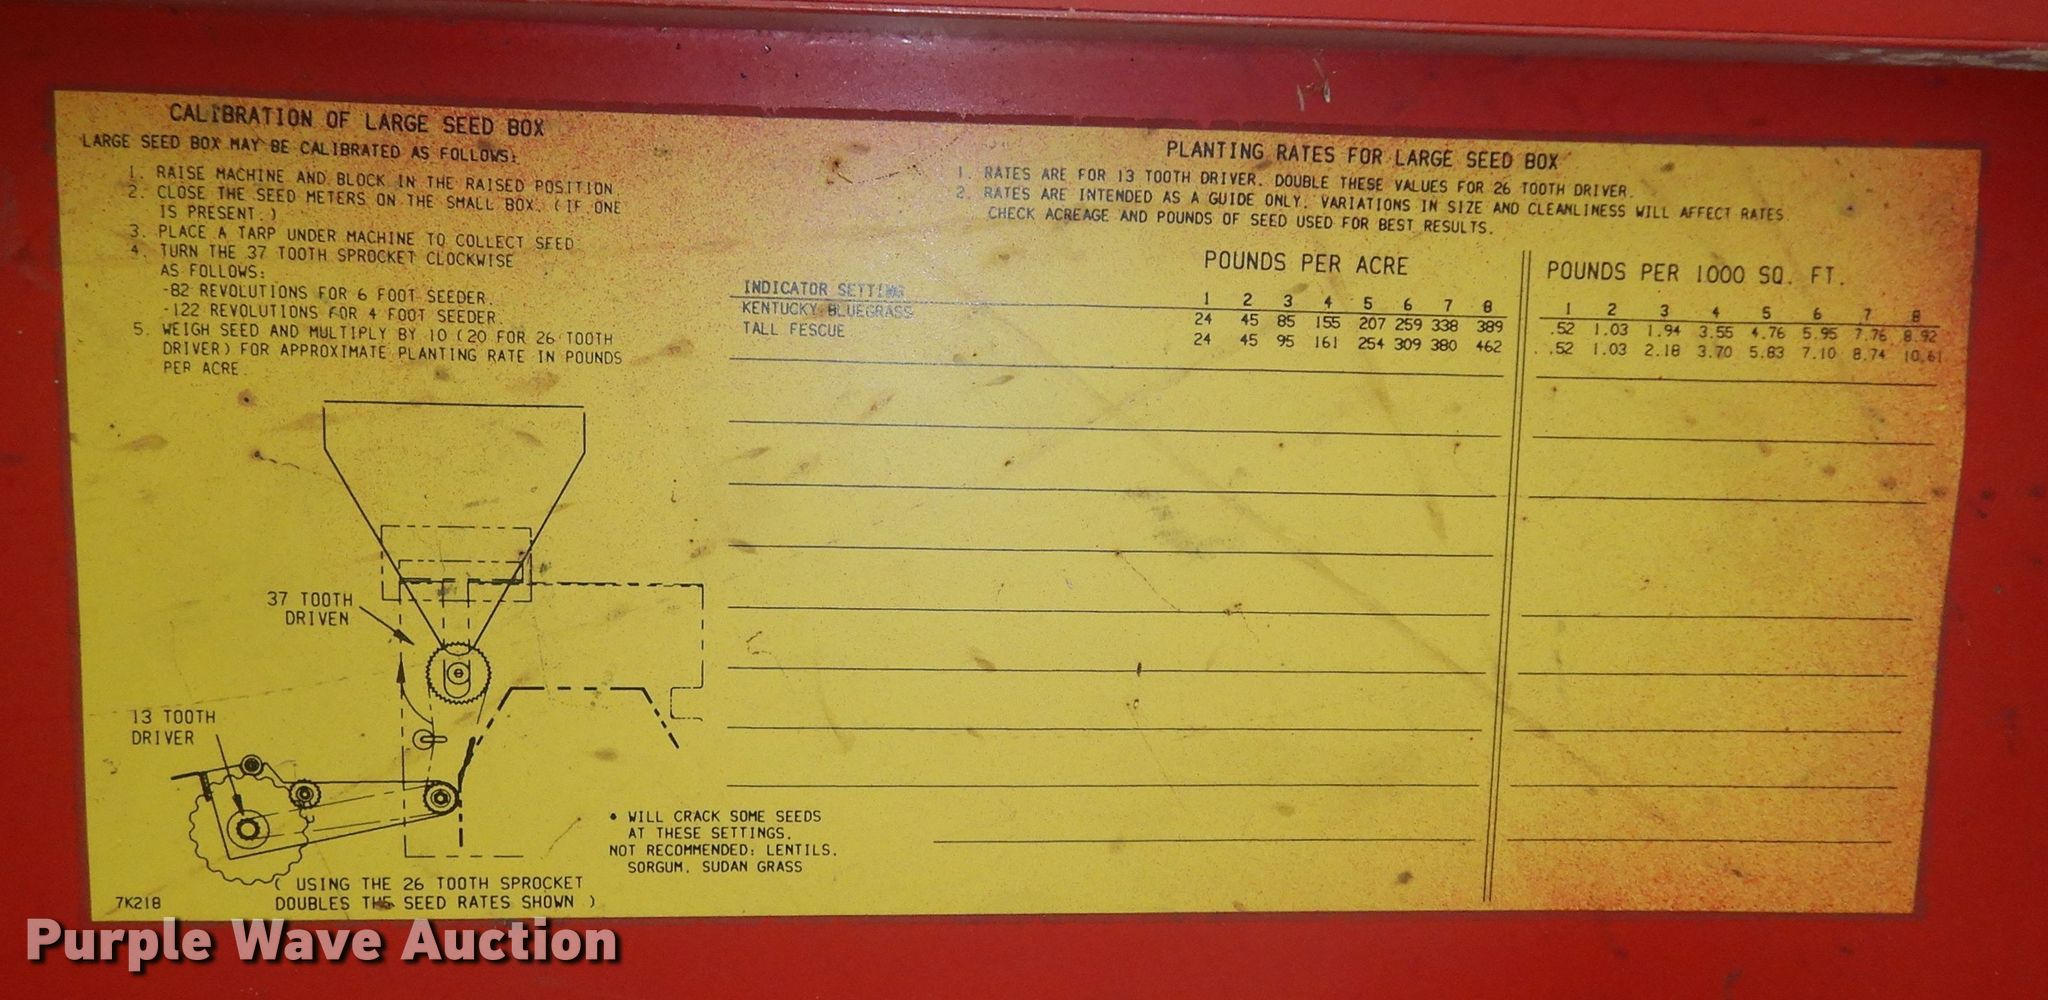 CALIBRATION OF LARGE SEED BOX
LARGE SEED BOX MAY BE CALIBRATED AS FOLLOWS:
1. RAISE MACHINE AND BLOCK IN THE RAISED POSITION.
2. CLOSE THE SEED METERS ON THE SMALL BOX. (IF ONE
IS PRESENT.)
3. PLACE A TARP UNDER MACHINE TO COLLECT SEED
4. TURN THE 37 TOOTH SPROCKET CLOCKWISE
AS FOLLOWS:
-82 REVOLUTIONS FOR 6 FOOT SEEDER.
-122 REVOLUTIONS FOR 4 FOOT SEEDER.
5. WEIGH SEED AND MULTIPLY BY 10 (20 FOR 26 TOOTH
DRIVER) FOR APPROXIMATE PLANTING RATE IN POUNDS
PER ACRE.
37 TOOTH
DRIVEN
13 TOOTH
DRIVER
( USING THE 26 TOOTH SPROCKET
DOUBLES THE SEED RATES SHOWN )
7K218
PLANTING RATES FOR LARGE SEED BOX
1. RATES ARE FOR 13 TOOTH DRIVER. DOUBLE THESE VALUES FOR 26 TOOTH DRIVER.
2. RATES ARE INTENDED AS A GUIDE ONLY. VARIATIONS IN SIZE AND CLEANLINESS WILL AFFECT RATES.
CHECK ACREAGE AND POUNDS OF SEED USED FOR BEST RESULTS.
POUNDS PER ACRE POUNDS PER 1000 SQ. FT.
INDICATOR SETTING 1 2 3 4 5 6 7 8 1 2 3 4 5 6 7 8
KENTUCKY BLUEGRASS 24 45 85 155 207 259 338 389 .52 1.03 1.94 3.55 4.76 5.95 7.76 8.92
TALL FESCUE 24 45 95 161 254 309 380 462 .52 1.03 2.18 3.70 5.83 7.10 8.74 10.61
• WILL CRACK SOME SEEDS
AT THESE SETTINGS.
NOT RECOMMENDED: LENTILS,
SORGUM, SUDAN GRASS
Purple Wave Auction